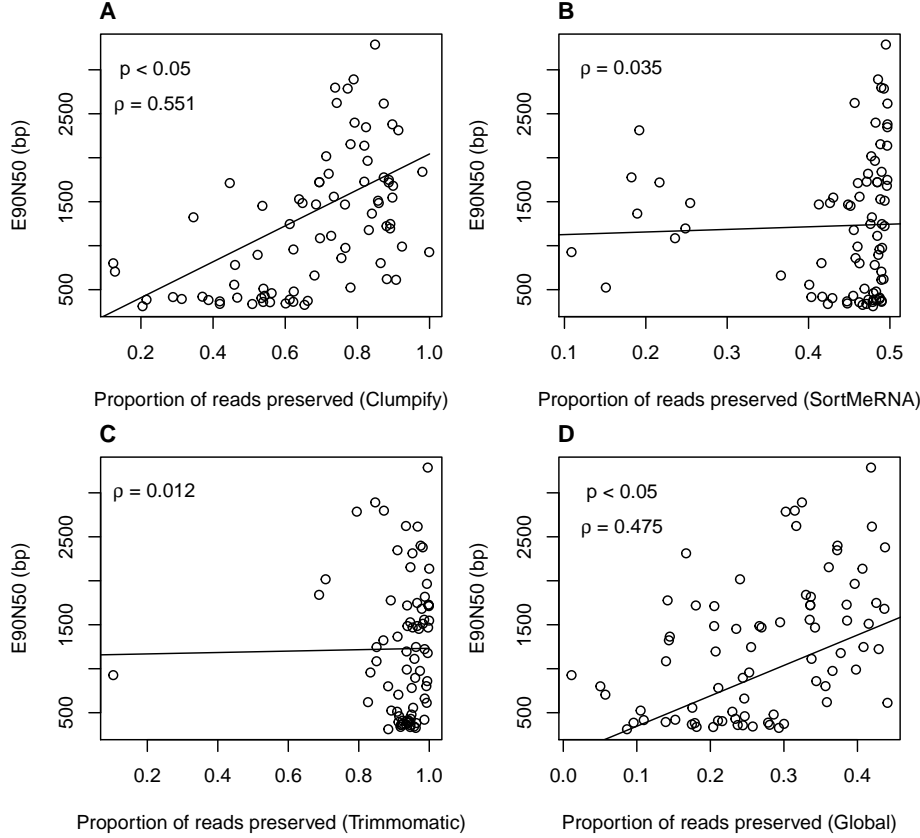 A
p < 0.05
ρ = 0.551
E90N50 (bp)
500 1500 2500
0.2 0.4 0.6 0.8 1.0
Proportion of reads preserved (Clumpify)
B
ρ = 0.035
E90N50 (bp)
500 1500 2500
0.1 0.2 0.3 0.4 0.5
Proportion of reads preserved (SortMeRNA)
C
ρ = 0.012
E90N50 (bp)
500 1500 2500
0.2 0.4 0.6 0.8 1.0
Proportion of reads preserved (Trimmomatic)
D
p < 0.05
ρ = 0.475
E90N50 (bp)
500 1500 2500
0.0 0.1 0.2 0.3 0.4
Proportion of reads preserved (Global)